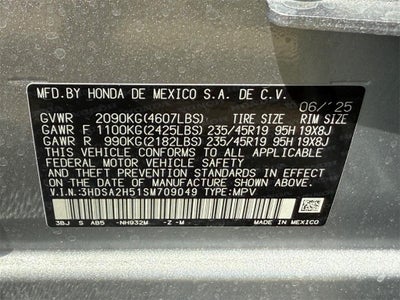 MFD.BY HONDA DE MEXICO S.A. DE C.V.
06/'25
GVWR 2090KG(4607LBS) TIRE SIZE RIM SIZE
GAWR F 1100KG(2425LBS) 235/45R19 95H 19X8J
GAWR R 990KG(2182LBS) 235/45R19 95H 19X8J
THIS VEHICLE CONFORMS TO ALL APPLICABLE
FEDERAL MOTOR VEHICLE SAFETY STANDARDS IN
EFFECT ON THE DATE OF MANUFACTURE SHOWN ABOVE.
V.I.N.:3HDSA2H51SM709049 TYPE:MPV
3BJ S AB5 -NH932M -Z -M MADE IN MEXICO